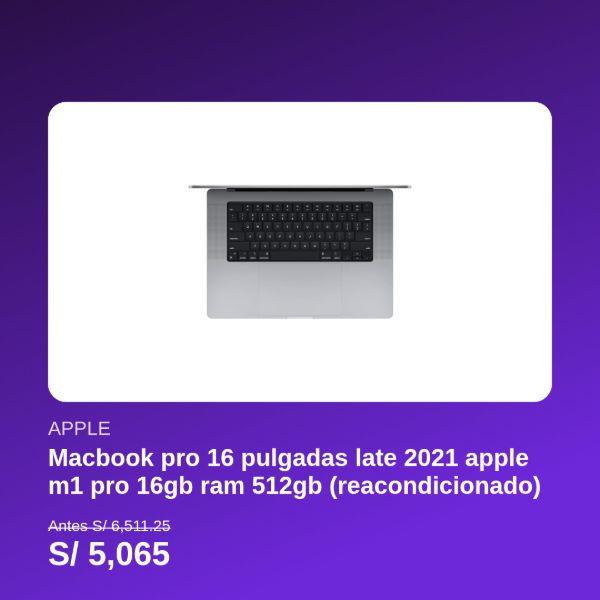 APPLE
Macbook pro 16 pulgadas late 2021 apple
m1 pro 16gb ram 512gb (reacondicionado)
Antes S/ 6,511.25
S/ 5,065